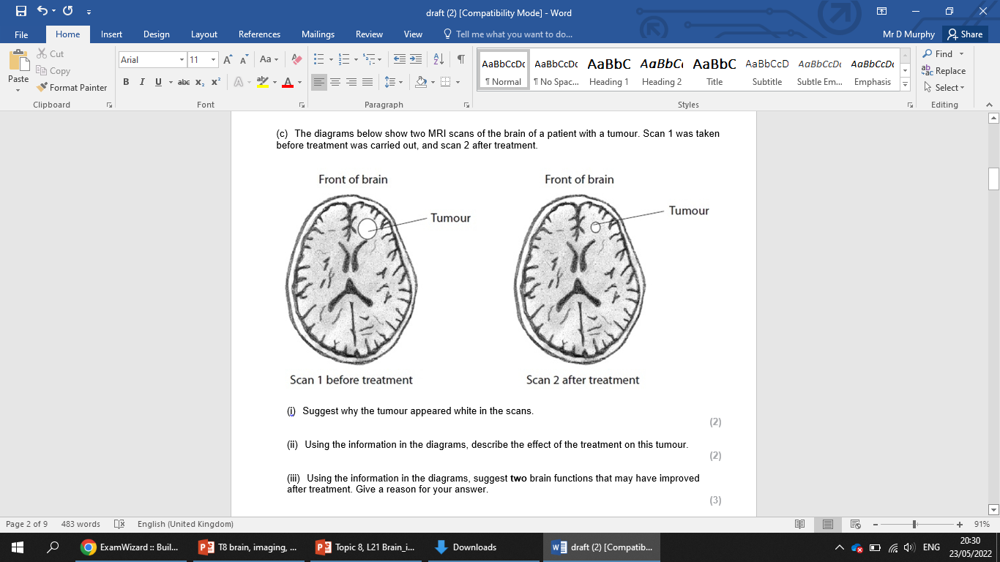 draft (2) [Compatibility Mode] - Word
File Home Insert Design Layout References Mailings Review View Tell me what you want to do... Mr D Murphy Share
Paste
Cut
Copy
Format Painter
Clipboard
Arial 11
Font
Paragraph
AaBbCcDc AaBbCcDc AaBbC AaBbC AaBbC AaBbCcD AaBbCcDc AaBbCcDc
¶ Normal ¶ No Spac... Heading 1 Heading 2 Title Subtitle Subtle Em... Emphasis
Styles
Find
Replace
Select
Editing
(c) The diagrams below show two MRI scans of the brain of a patient with a tumour. Scan 1 was taken
before treatment was carried out, and scan 2 after treatment.
Front of brain Front of brain
Tumour Tumour
Scan 1 before treatment Scan 2 after treatment
(i) Suggest why the tumour appeared white in the scans.
(2)
(ii) Using the information in the diagrams, describe the effect of the treatment on this tumour.
(2)
(iii) Using the information in the diagrams, suggest two brain functions that may have improved
after treatment. Give a reason for your answer.
(3)
Page 2 of 9 483 words English (United Kingdom) 91%
ExamWizard :: Buil... T8 brain, imaging, ... Topic 8, L21 Brain_i... Downloads draft (2) [Compatib... ENG
20:30
23/05/2022